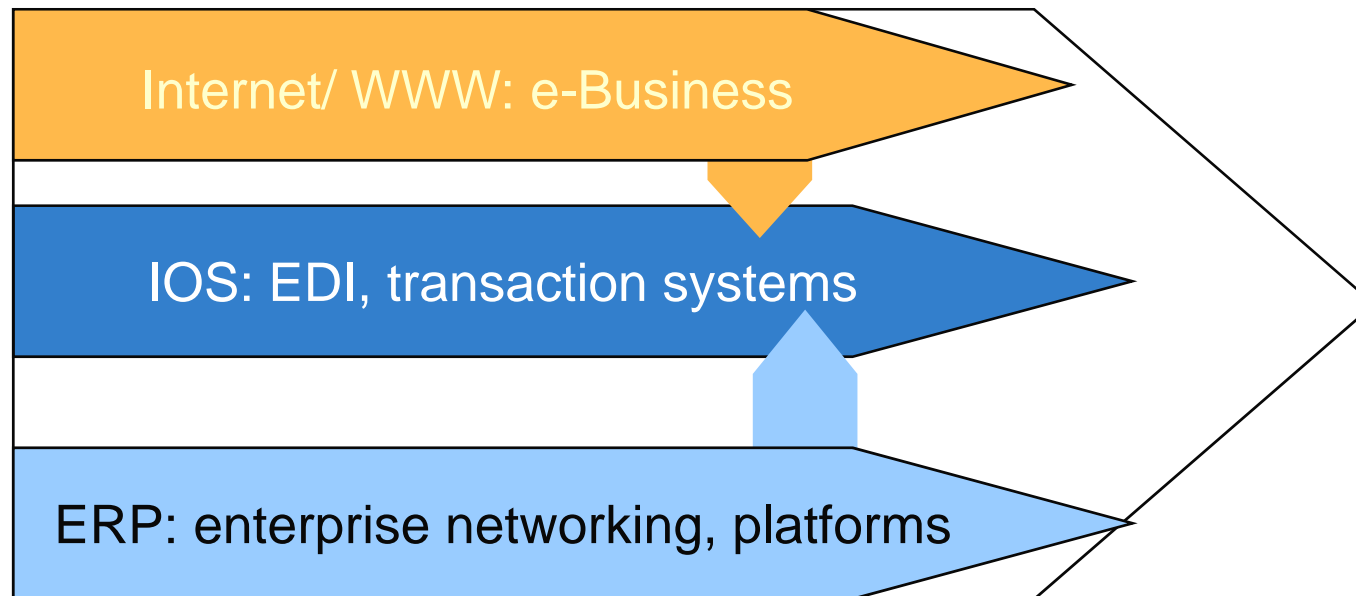 Internet/ WWW: e-Business
IOS: EDI, transaction systems
ERP: enterprise networking, platforms